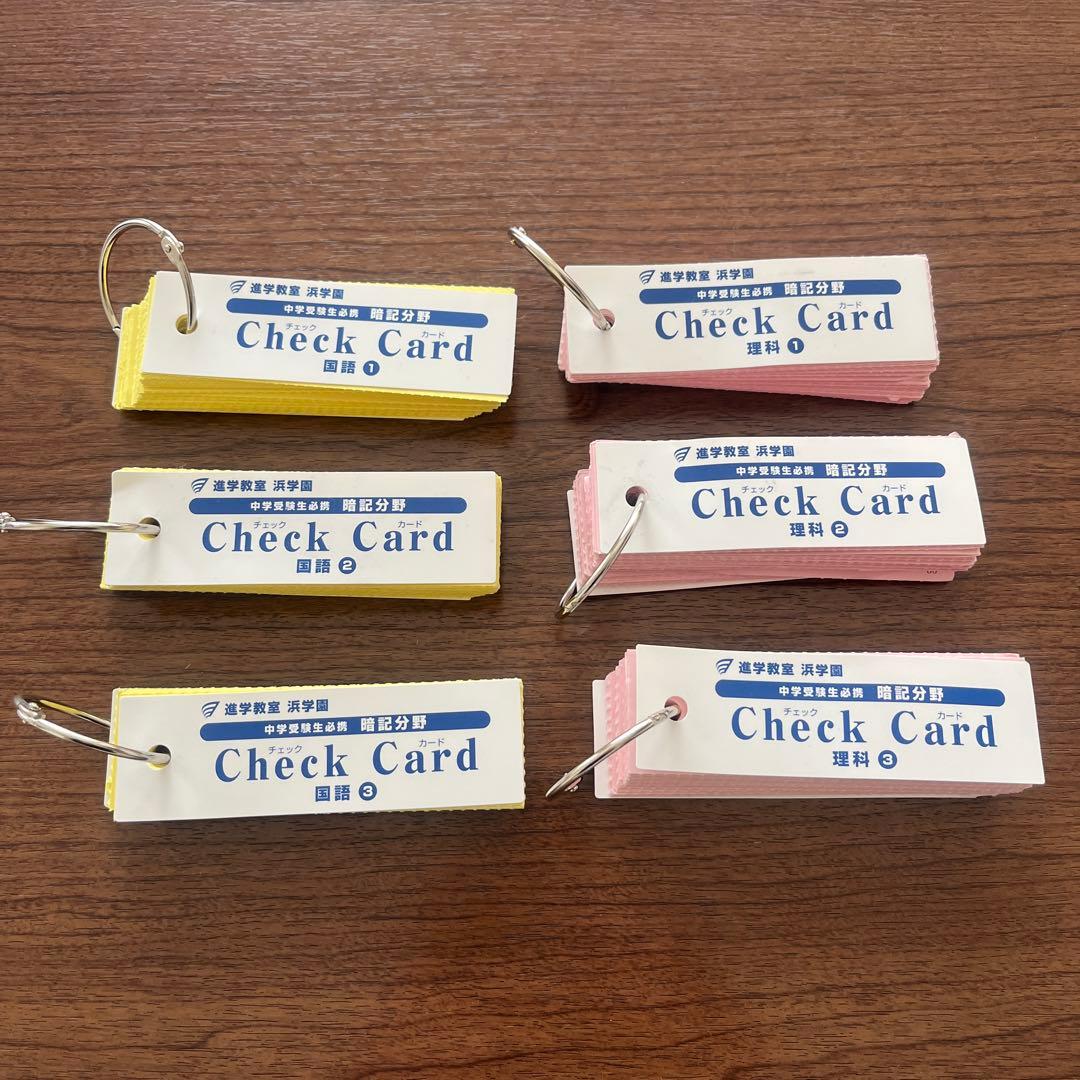 進学教室 浜学園
中学受験生必携 暗記分野
チェック カード
Check Card
国語 1
進学教室 浜学園
中学受験生必携 暗記分野
チェック カード
Check Card
理科 1
進学教室 浜学園
中学受験生必携 暗記分野
チェック カード
Check Card
国語 2
進学教室 浜学園
中学受験生必携 暗記分野
チェック カード
Check Card
理科 2
進学教室 浜学園
中学受験生必携 暗記分野
チェック カード
Check Card
国語 3
進学教室 浜学園
中学受験生必携 暗記分野
チェック カード
Check Card
理科 3